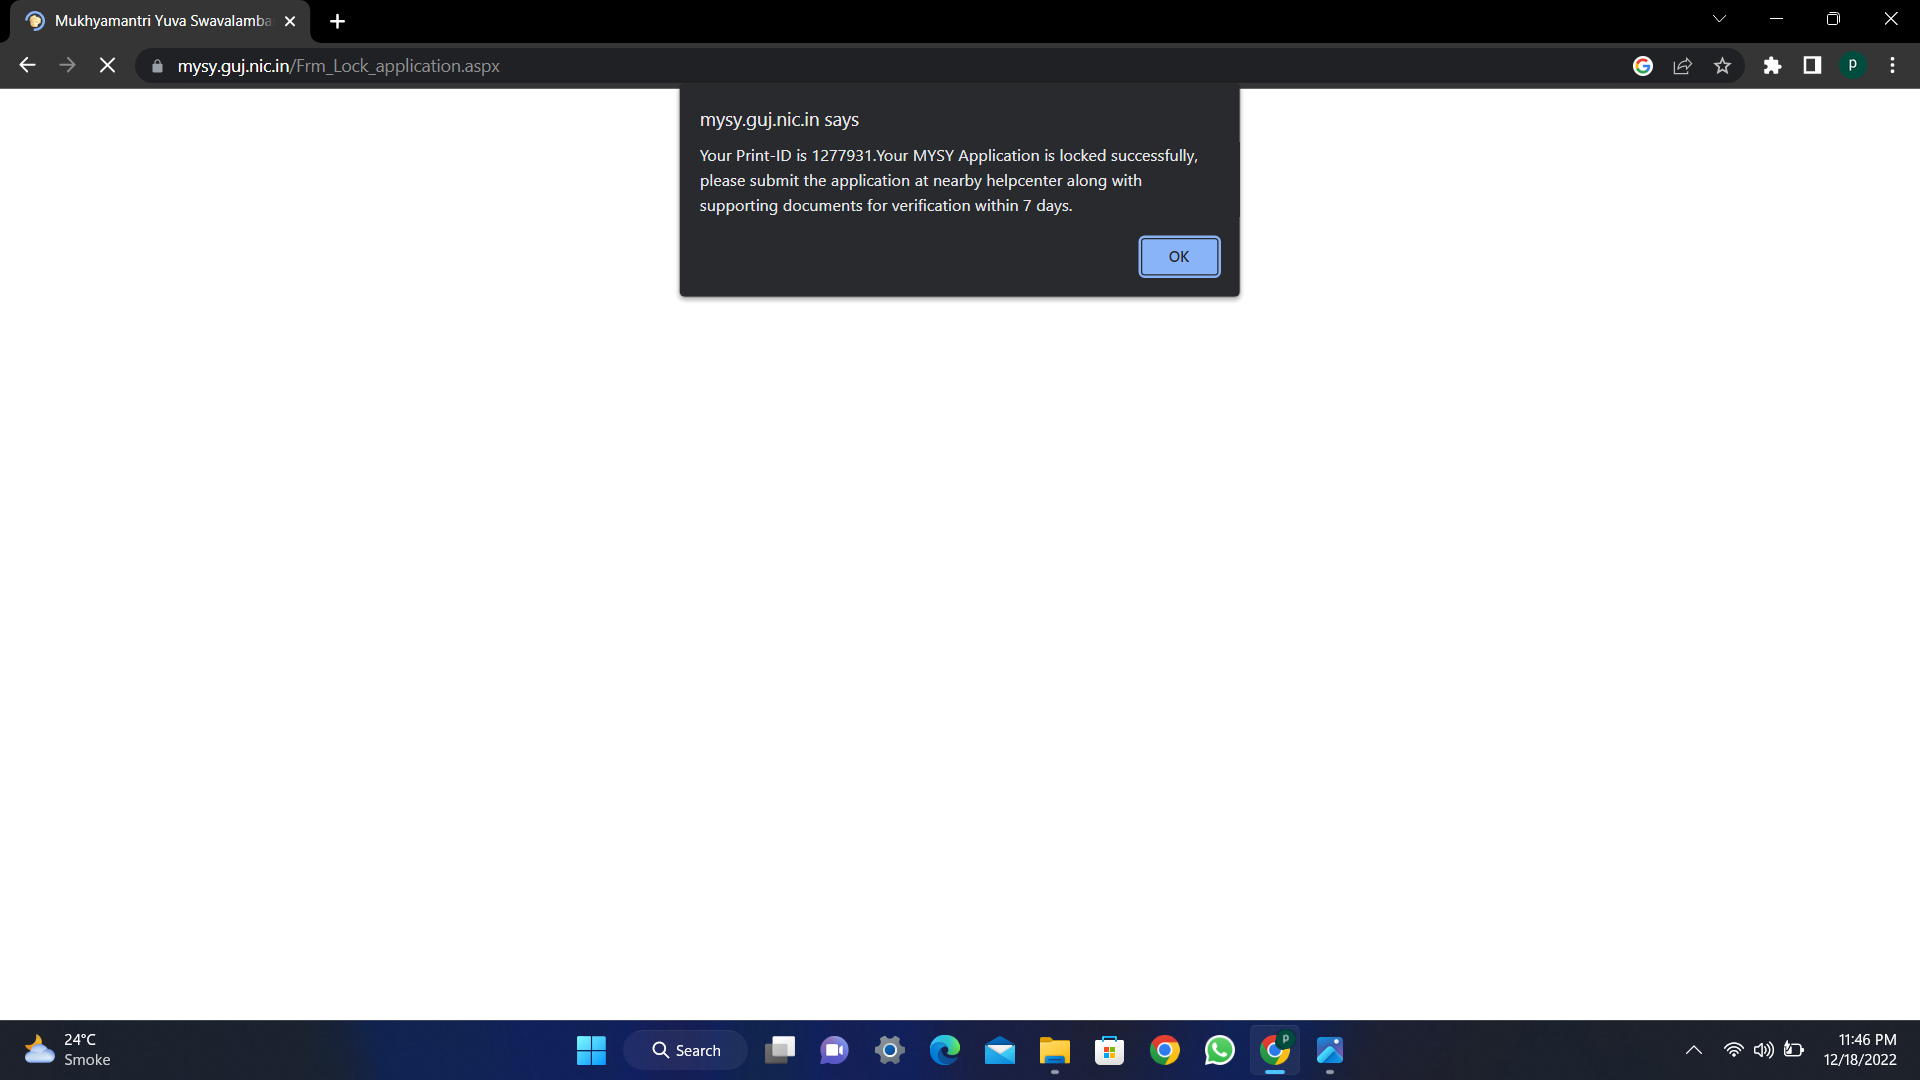 Mukhyamantri Yuva Swavalamba
mysy.guj.nic.in/Frm_Lock_application.aspx
P
mysy.guj.nic.in says
Your Print-ID is 1277931.Your MYSY Application is locked successfully,
please submit the application at nearby helpcenter along with
supporting documents for verification within 7 days.
OK
24°C
Smoke
Search
P
11:46 PM
12/18/2022